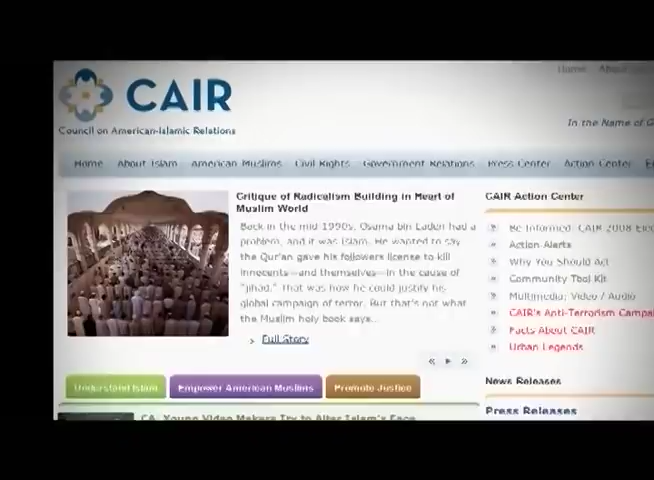 Home
CAIR
Council on American-Islamic Relations
In the Name of G
Home About Islam American Muslims Civil Rights Government Relations Press Center Action Center
Critique of Radicalism Building in Heart of
Muslim World
Back in the mid 1990s, Osama bin Laden had a
problem, and it was Islam. He wanted to say
the Qur'an gave his followers license to kill
innocents—and themselves—in the cause of
"jihad." That was how he could justify his
global campaign of terror. But that's not what
the Muslim holy book says...
Full Story
CAIR Action Center
Be Informed: CAIR 2008 Elec
Action Alerts
Why You Should Act
Community Tool Kit
Multimedia: Video / Audio
CAIR's Anti-Terrorism Campai
Facts About CAIR
Urban Legends
Understand Islam Empower American Muslims Promote Justice
News Releases
Press Releases
CA: Young Video Makers Try to Alter Islam's Face